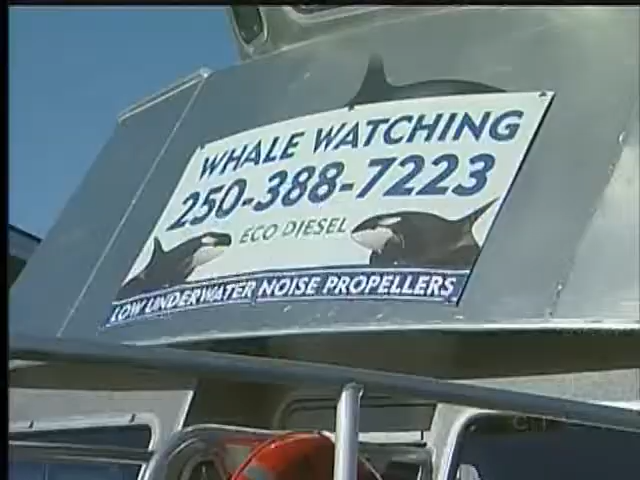 WHALE WATCHING
250-388-7223
ECO DIESEL
LOW UNDERWATER NOISE PROPELLERS